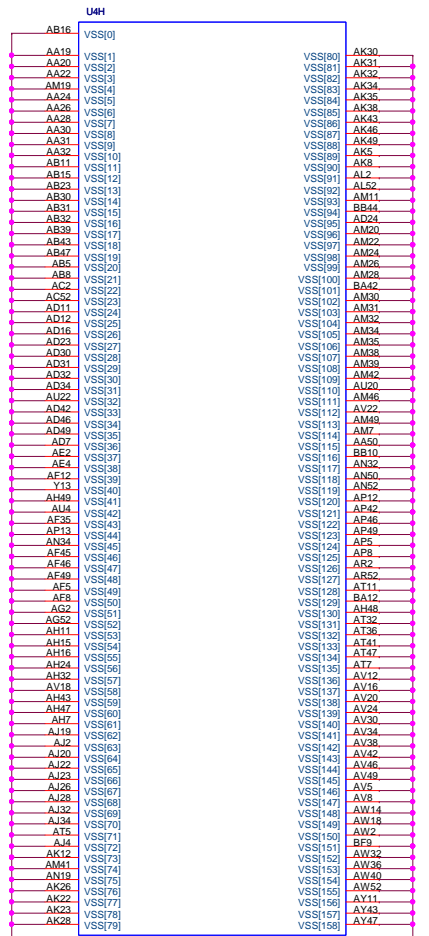 U4H
AB16 VSS[0]
AA19 VSS[1] VSS[80] AK30
AA20 VSS[2] VSS[81] AK31
AA22 VSS[3] VSS[82] AK32
AM19 VSS[4] VSS[83] AK34
AA24 VSS[5] VSS[84] AK35
AA26 VSS[6] VSS[85] AK38
AA28 VSS[7] VSS[86] AK43
AA30 VSS[8] VSS[87] AK46
AA31 VSS[9] VSS[88] AK49
AA32 VSS[10] VSS[89] AK5
AB11 VSS[11] VSS[90] AK8
AB15 VSS[12] VSS[91] AL2
AB23 VSS[13] VSS[92] AL52
AB30 VSS[14] VSS[93] AM11
AB31 VSS[15] VSS[94] BB44
AB32 VSS[16] VSS[95] AD24
AB39 VSS[17] VSS[96] AM20
AB43 VSS[18] VSS[97] AM22
AB47 VSS[19] VSS[98] AM24
AB5 VSS[20] VSS[99] AM26
AB8 VSS[21] VSS[100] AM28
AC2 VSS[22] VSS[101] BA42
AC52 VSS[23] VSS[102] AM30
AD11 VSS[24] VSS[103] AM31
AD12 VSS[25] VSS[104] AM32
AD16 VSS[26] VSS[105] AM34
AD23 VSS[27] VSS[106] AM35
AD30 VSS[28] VSS[107] AM38
AD31 VSS[29] VSS[108] AM39
AD32 VSS[30] VSS[109] AM42
AD34 VSS[31] VSS[110] AU20
AU22 VSS[32] VSS[111] AM46
AD42 VSS[33] VSS[112] AV22
AD46 VSS[34] VSS[113] AM49
AD49 VSS[35] VSS[114] AM7
AD7 VSS[36] VSS[115] AA50
AE2 VSS[37] VSS[116] BB10
AE4 VSS[38] VSS[117] AN32
AF12 VSS[39] VSS[118] AN50
Y13 VSS[40] VSS[119] AN52
AH49 VSS[41] VSS[120] AP12
AU4 VSS[42] VSS[121] AP42
AF35 VSS[43] VSS[122] AP46
AP13 VSS[44] VSS[123] AP49
AN34 VSS[45] VSS[124] AP5
AF45 VSS[46] VSS[125] AP8
AF46 VSS[47] VSS[126] AR2
AF49 VSS[48] VSS[127] AR52
AF5 VSS[49] VSS[128] AT11
AF8 VSS[50] VSS[129] BA12
AG2 VSS[51] VSS[130] AH48
AG52 VSS[52] VSS[131] AT32
AH11 VSS[53] VSS[132] AT36
AH15 VSS[54] VSS[133] AT41
AH16 VSS[55] VSS[134] AT47
AH24 VSS[56] VSS[135] AT7
AH32 VSS[57] VSS[136] AV12
AV18 VSS[58] VSS[137] AV16
AH43 VSS[59] VSS[138] AV20
AH47 VSS[60] VSS[139] AV24
AH7 VSS[61] VSS[140] AV30
AJ19 VSS[62] VSS[141] AV34
AJ2 VSS[63] VSS[142] AV38
AJ20 VSS[64] VSS[143] AV42
AJ22 VSS[65] VSS[144] AV46
AJ23 VSS[66] VSS[145] AV49
AJ26 VSS[67] VSS[146] AV5
AJ28 VSS[68] VSS[147] AV8
AJ32 VSS[69] VSS[148] AW14
AJ34 VSS[70] VSS[149] AW18
AT5 VSS[71] VSS[150] AW2
AJ4 VSS[72] VSS[151] BF9
AK12 VSS[73] VSS[152] AW32
AM41 VSS[74] VSS[153] AW36
AN19 VSS[75] VSS[154] AW40
AK26 VSS[76] VSS[155] AW52
AK22 VSS[77] VSS[156] AY11
AK23 VSS[78] VSS[157] AY43
AK28 VSS[79] VSS[158] AY47